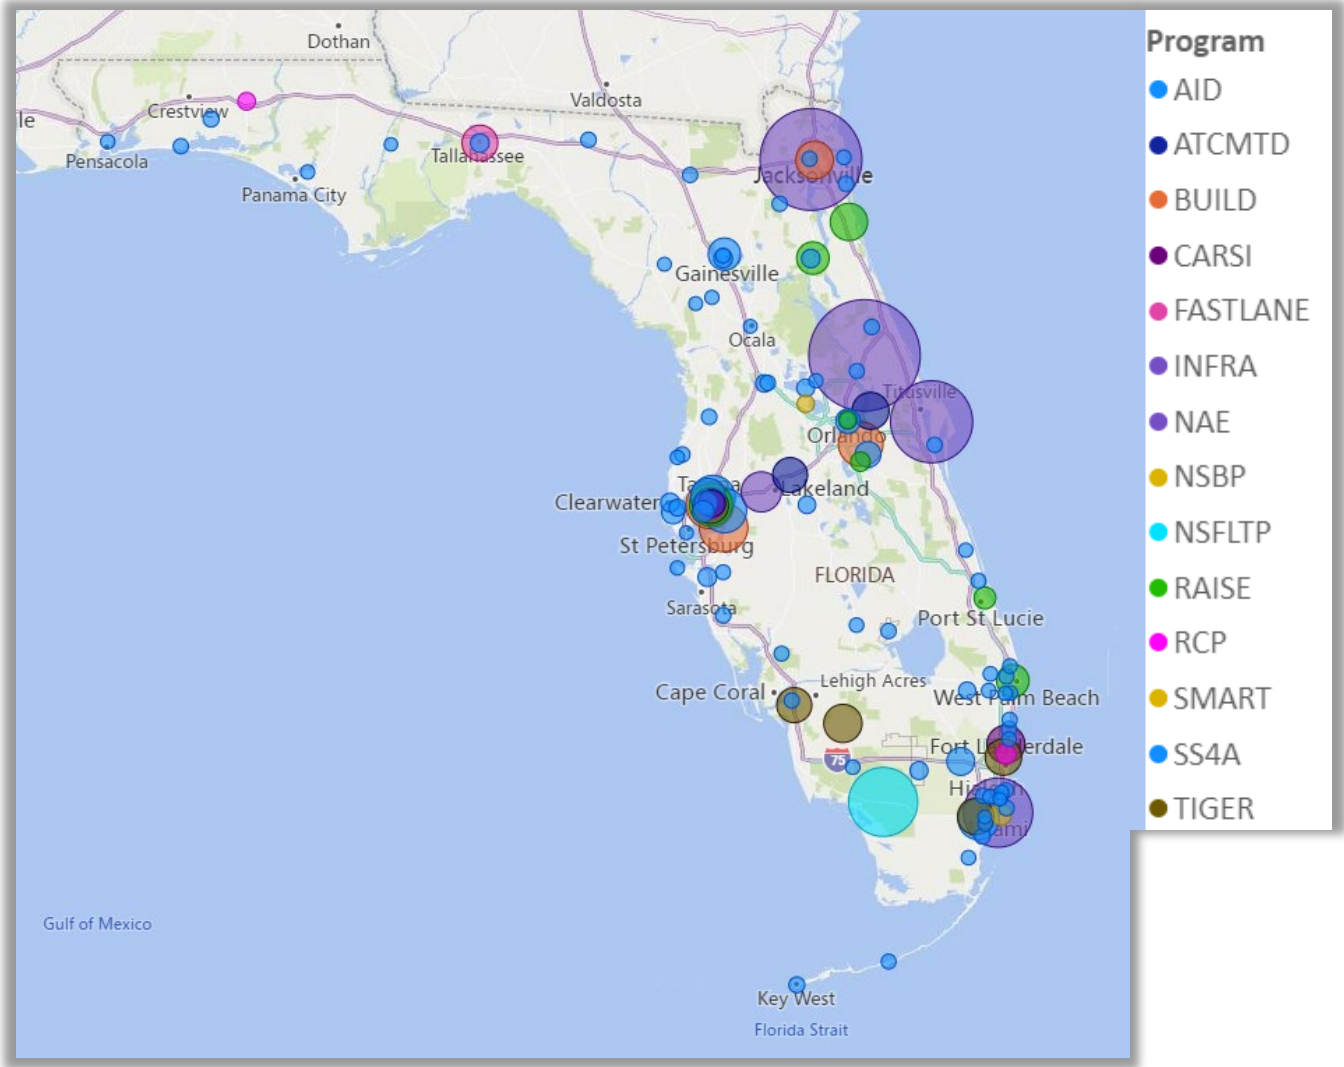 Dothan
Valdosta
Crestview
le
Pensacola
Tallahassee
Panama City
Jacksonville
Gainesville
Ocala
Titusville
Orlando
Lakeland
Clearwater
St Petersburg
FLORIDA
Sarasota
Port St Lucie
Lehigh Acres
Cape Coral
West Palm Beach
75
Gulf of Mexico
Key West
Florida Strait
Program
AID
ATCMTD
BUILD
CARSI
FASTLANE
INFRA
NAE
NSBP
NSFLTP
RAISE
RCP
SMART
SS4A
TIGER